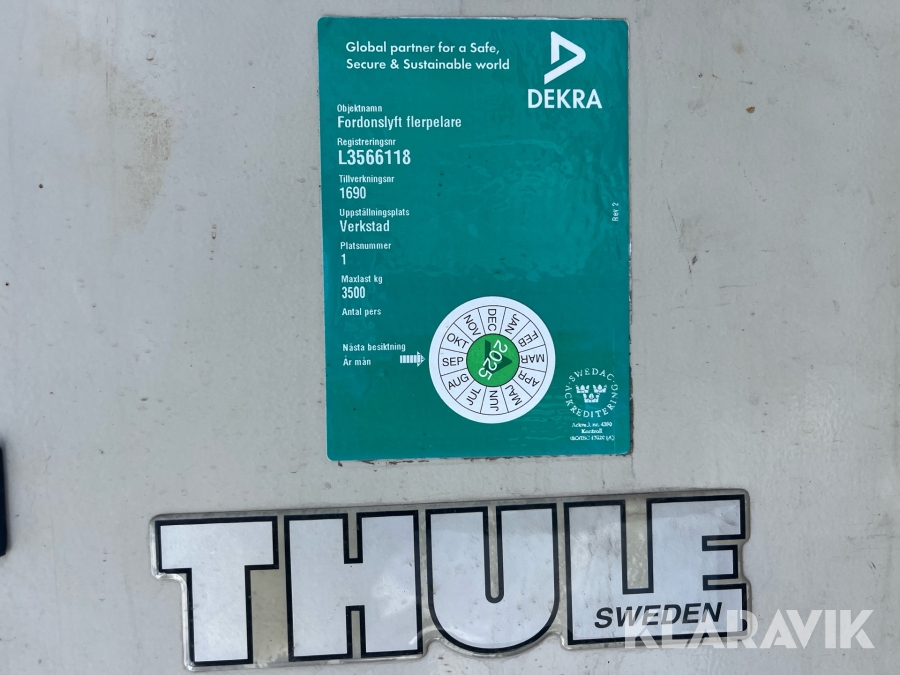 Global partner for a Safe,
Secure & Sustainable world
DEKRA
Objektnamn
Fordonslyft flerpelare
Registreringsnr
L3566118
Tillverkningsnr
1690
Uppställningsplats
Verkstad
Platsnummer
1
Maxlast kg
3500
Antal pers
Nästa besiktning
År mån
Rev 2
JAN
FEB
MAR
APR
MAJ
JUN
JUL
AUG
SEP
OKT
NOV
DEC
2025
SWEDAC
ACKREDITERING
Kontroll
THULE
SWEDEN
KLARAVIK